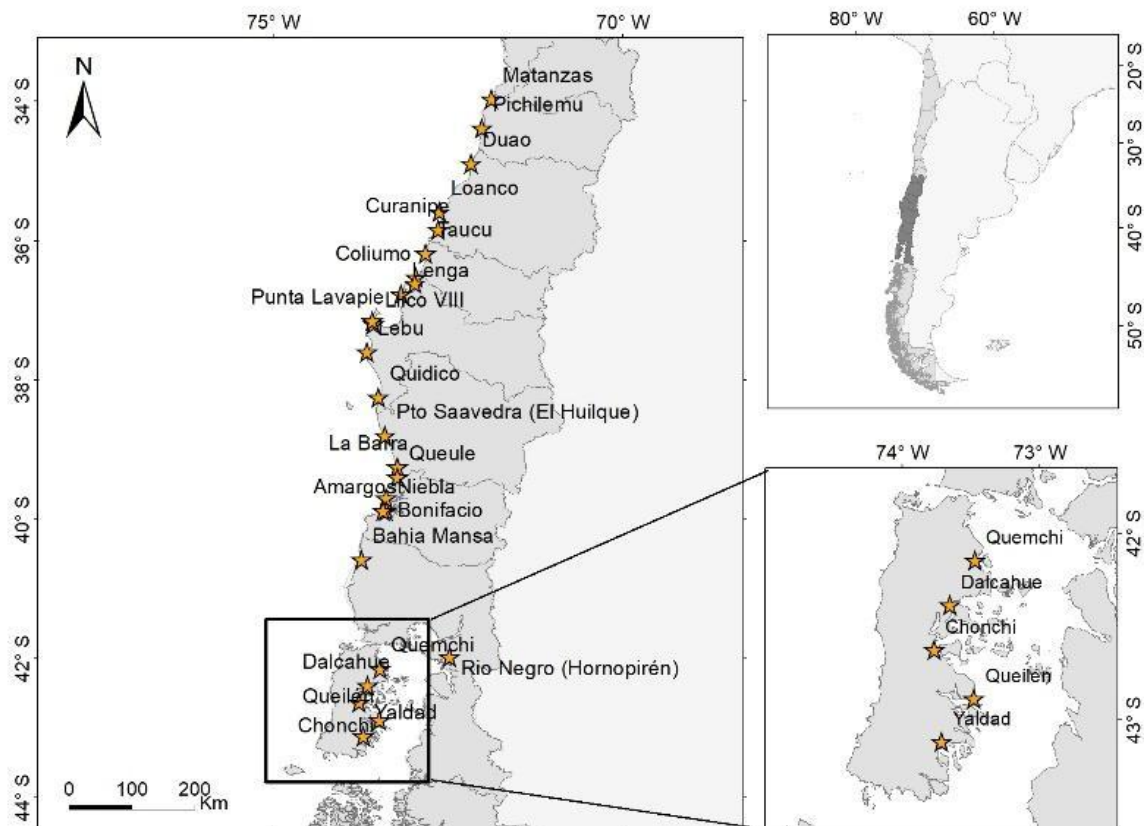 75° W
70° W
80° W
60° W
N
34° S
36° S
38° S
40° S
42° S
44° S
Matanzas
Pichilemu
Duao
Loanco
Curanipe
Taucu
Coliumo
Lenga
Punta Lavapie
Llico VIII
Lebu
Quidico
Pto Saavedra (El Huilque)
La Barra
Queule
Amargos
Niebla
Bonifacio
Bahia Mansa
Quemchi
Dalcahue
Rio Negro (Hornopirén)
Queilén
Yaldad
Chonchi
0 100 200
Km
20° S
30° S
40° S
50° S
74° W
73° W
42° S
43° S
Quemchi
Dalcahue
Chonchi
Queilén
Yaldad